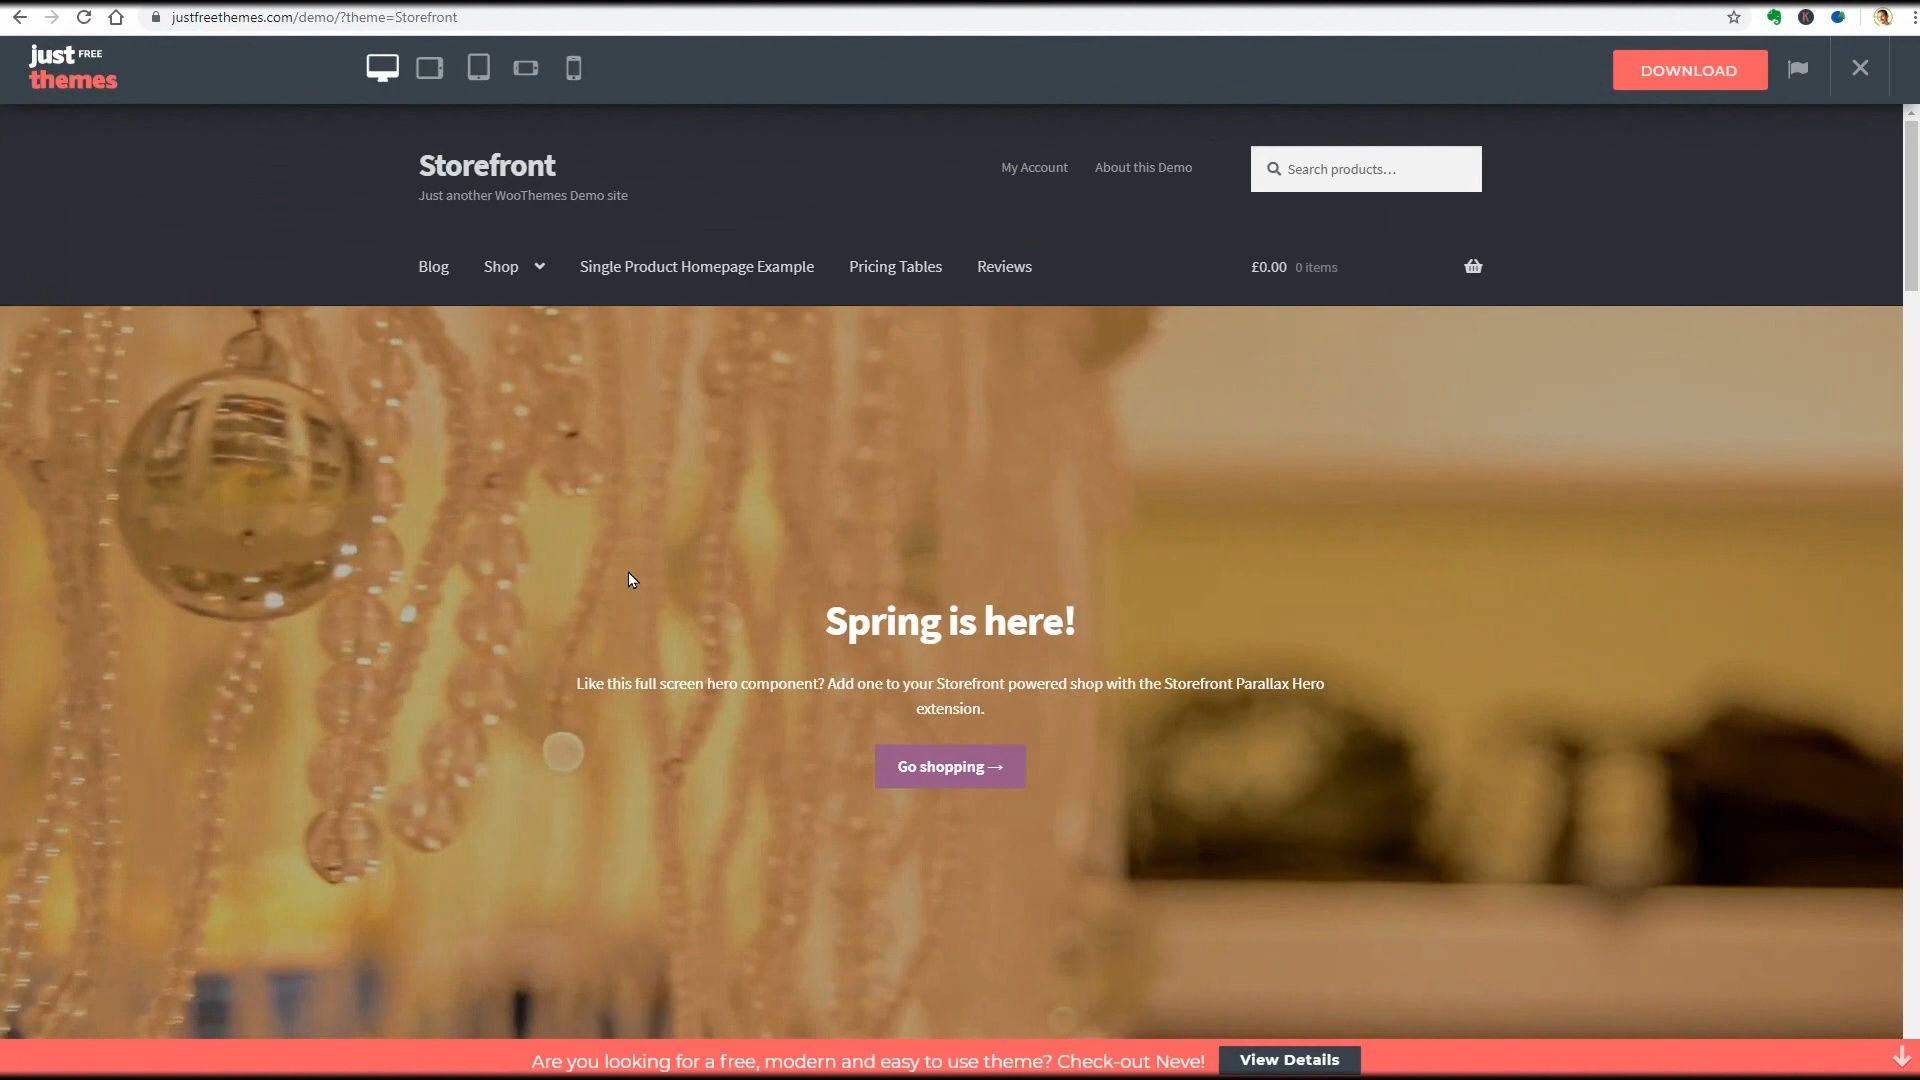 justfreethemes.com/demo/?theme=Storefront
just FREE
themes
DOWNLOAD
Storefront
Just another WooThemes Demo site
My Account
About this Demo
Search products…
Blog
Shop
Single Product Homepage Example
Pricing Tables
Reviews
£0.00 0 items
Spring is here!
Like this full screen hero component? Add one to your Storefront powered shop with the Storefront Parallax Hero
extension.
Go shopping →
Are you looking for a free, modern and easy to use theme? Check-out Neve!
View Details